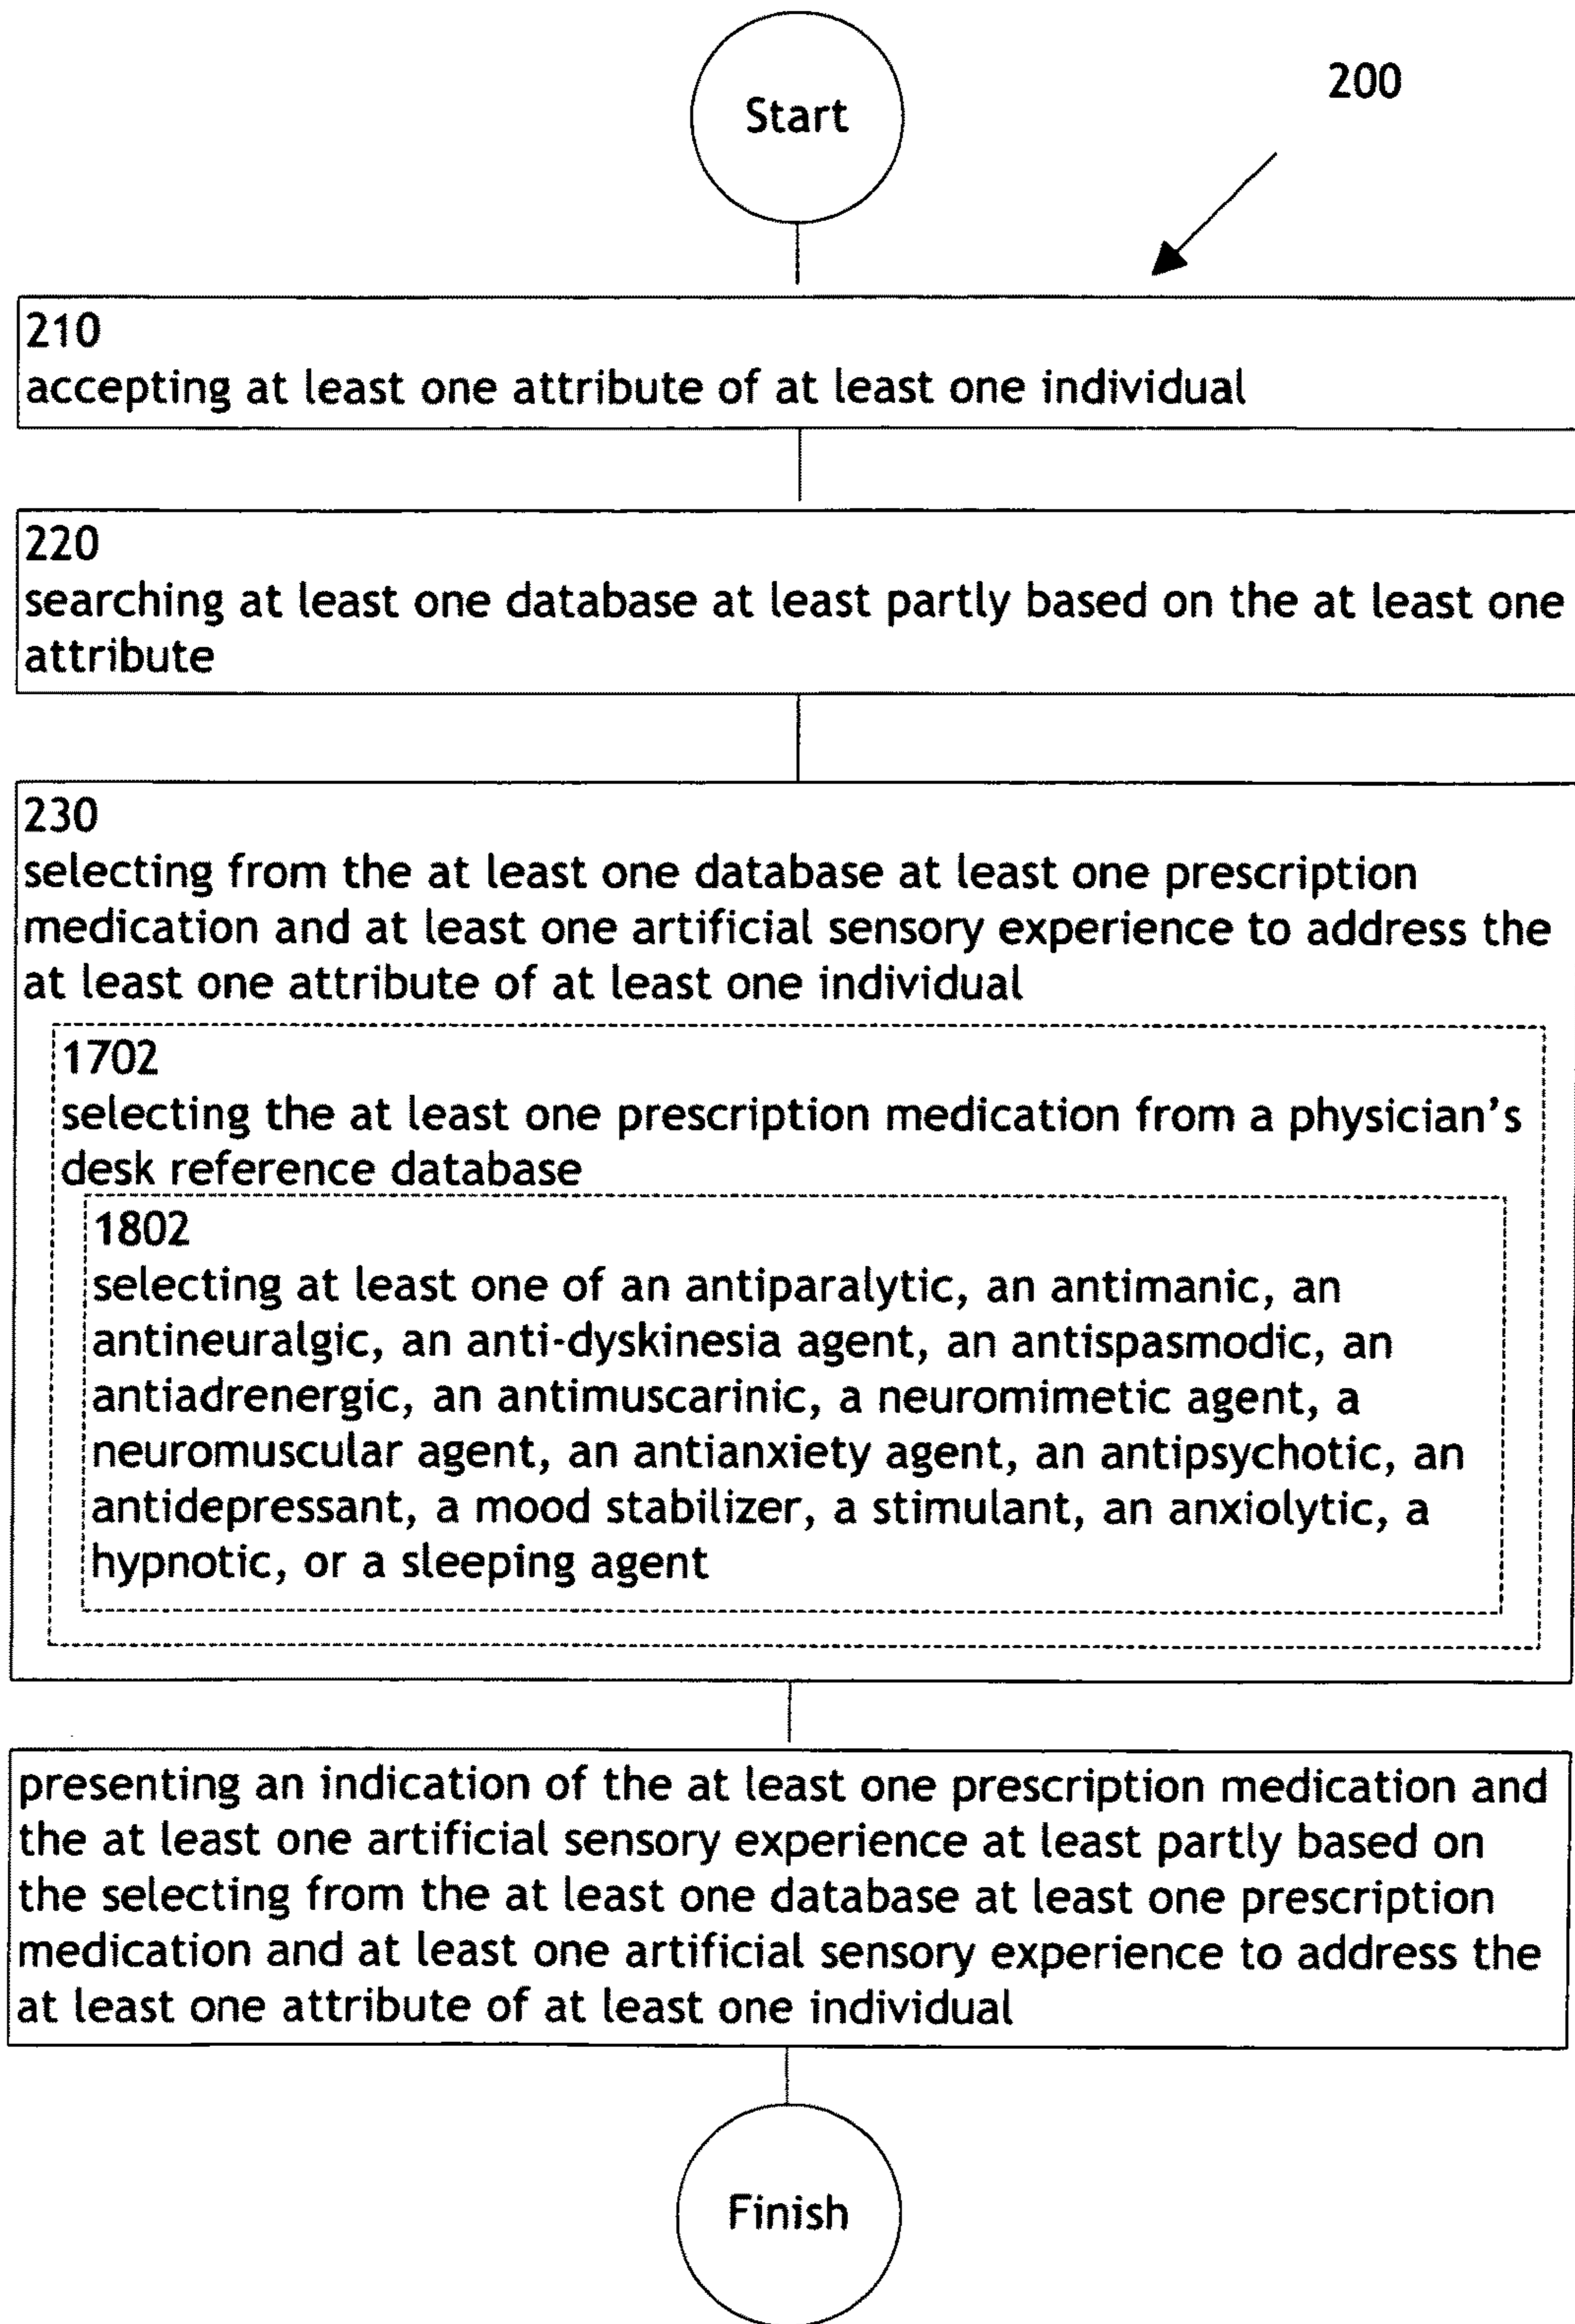 Start
200
210
accepting at least one attribute of at least one individual
220
searching at least one database at least partly based on the at least one
attribute
230
selecting from the at least one database at least one prescription
medication and at least one artificial sensory experience to address the
at least one attribute of at least one individual
1702
selecting the at least one prescription medication from a physician's
desk reference database
1802
selecting at least one of an antiparalytic, an antimanic, an
antineuralgic, an anti-dyskinesia agent, an antispasmodic, an
antiadrenergic, an antimuscarinic, a neuromimetic agent, a
neuromuscular agent, an antianxiety agent, an antipsychotic, an
antidepressant, a mood stabilizer, a stimulant, an anxiolytic, a
hypnotic, or a sleeping agent
presenting an indication of the at least one prescription medication and
the at least one artificial sensory experience at least partly based on
the selecting from the at least one database at least one prescription
medication and at least one artificial sensory experience to address the
at least one attribute of at least one individual
Finish